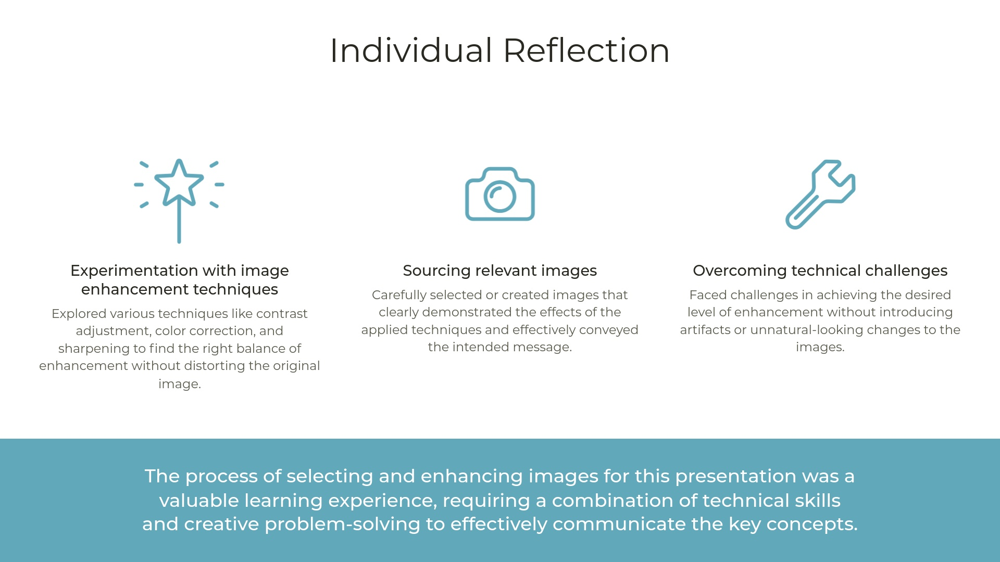 Individual Reflection
Experimentation with image
enhancement techniques
Explored various techniques like contrast
adjustment, color correction, and
sharpening to find the right balance of
enhancement without distorting the original
image.
Sourcing relevant images
Carefully selected or created images that
clearly demonstrated the effects of the
applied techniques and effectively conveyed
the intended message.
Overcoming technical challenges
Faced challenges in achieving the desired
level of enhancement without introducing
artifacts or unnatural-looking changes to the
images.
The process of selecting and enhancing images for this presentation was a
valuable learning experience, requiring a combination of technical skills
and creative problem-solving to effectively communicate the key concepts.